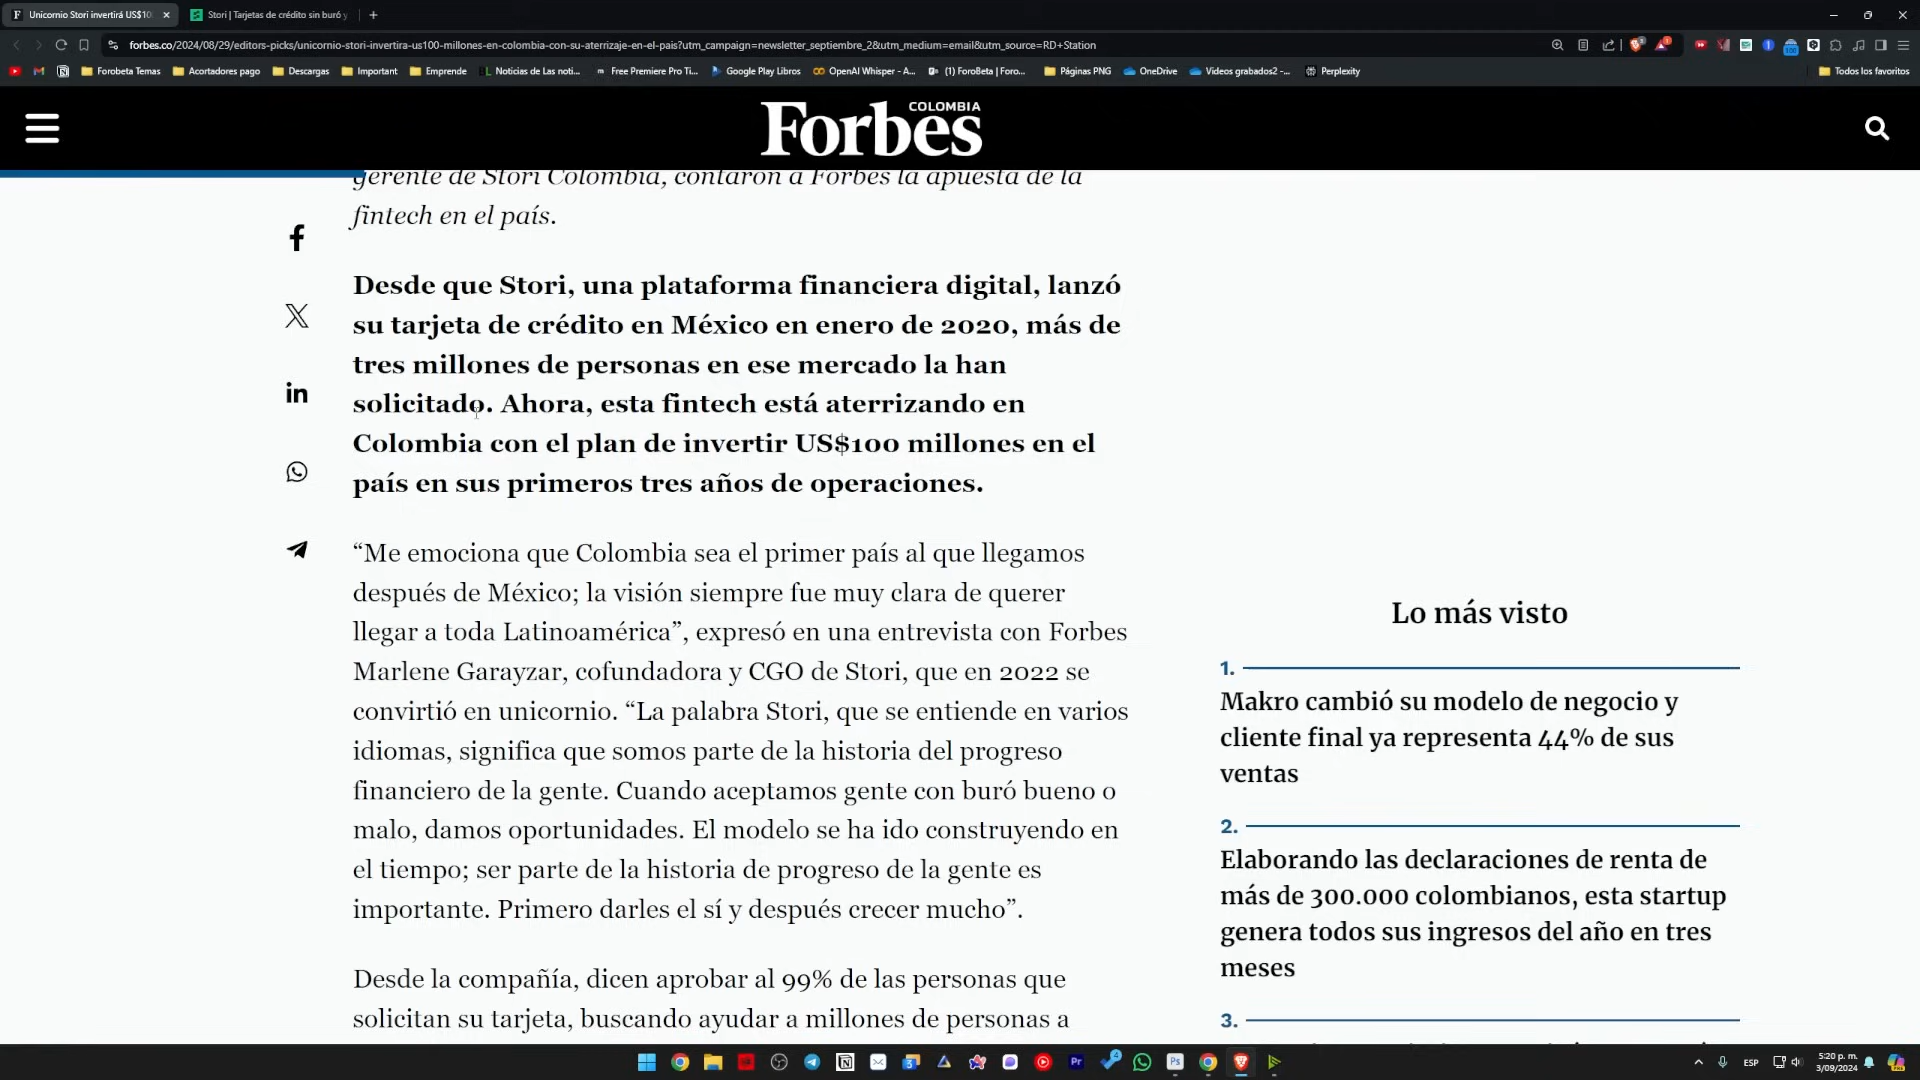 Unicornio Stori invertirá US$10
Stori | Tarjetas de crédito sin buró y
forbes.co/2024/08/29/editors-picks/unicornio-stori-invertira-us100-millones-en-colombia-con-su-aterrizaje-en-el-pais?utm_campaign=newsletter_septiembre_2&utm_medium=email&utm_source=RD+Station
Forobeta Temas
Acortadores pago
Descargas
Important
Emprende
Noticias de Las noti...
Free Premiere Pro Ti...
Google Play Libros
OpenAI Whisper - A...
(1) ForoBeta | Foro...
Páginas PNG
OneDrive
Videos grabados2 -...
Perplexity
Todos los favoritos
COLOMBIA
Forbes
gerente de Stori Colombia, contaron a Forbes la apuesta de la
fintech en el país.
Desde que Stori, una plataforma financiera digital, lanzó
su tarjeta de crédito en México en enero de 2020, más de
tres millones de personas en ese mercado la han
solicitado. Ahora, esta fintech está aterrizando en
Colombia con el plan de invertir US$100 millones en el
país en sus primeros tres años de operaciones.
“Me emociona que Colombia sea el primer país al que llegamos
después de México; la visión siempre fue muy clara de querer
llegar a toda Latinoamérica”, expresó en una entrevista con Forbes
Marlene Garayzar, cofundadora y CGO de Stori, que en 2022 se
convirtió en unicornio. “La palabra Stori, que se entiende en varios
idiomas, significa que somos parte de la historia del progreso
financiero de la gente. Cuando aceptamos gente con buró bueno o
malo, damos oportunidades. El modelo se ha ido construyendo en
el tiempo; ser parte de la historia de progreso de la gente es
importante. Primero darles el sí y después crecer mucho”.
Desde la compañía, dicen aprobar al 99% de las personas que
solicitan su tarjeta, buscando ayudar a millones de personas a
Lo más visto
1.
Makro cambió su modelo de negocio y
cliente final ya representa 44% de sus
ventas
2.
Elaborando las declaraciones de renta de
más de 300.000 colombianos, esta startup
genera todos sus ingresos del año en tres
meses
3.
ESP
5:20 p. m.
3/09/2024